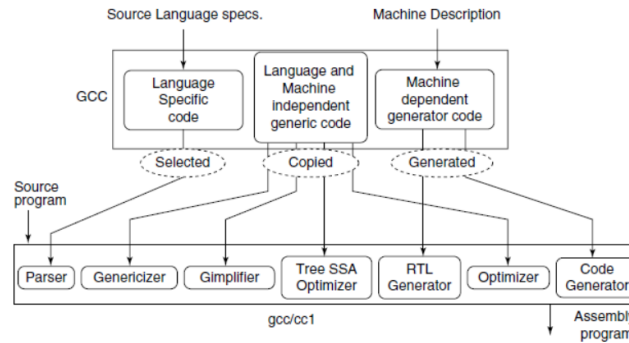 Source Language specs.
Machine Description
GCC
Language
Specific
code
Language and
Machine
independent
generic code
Machine
dependent
generator code
Selected
Copied
Generated
Source
program
Parser
Genericizer
Gimplifier
Tree SSA
Optimizer
RTL
Generator
Optimizer
Code
Generator
gcc/cc1
Assembly
program